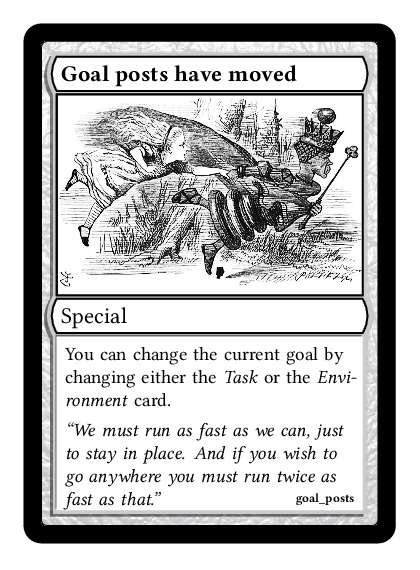 Goal posts have moved
Special
You can change the current goal by
changing either the Task or the Envi-
ronment card.
“We must run as fast as we can, just
to stay in place. And if you wish to
go anywhere you must run twice as
fast as that.”
goal_posts